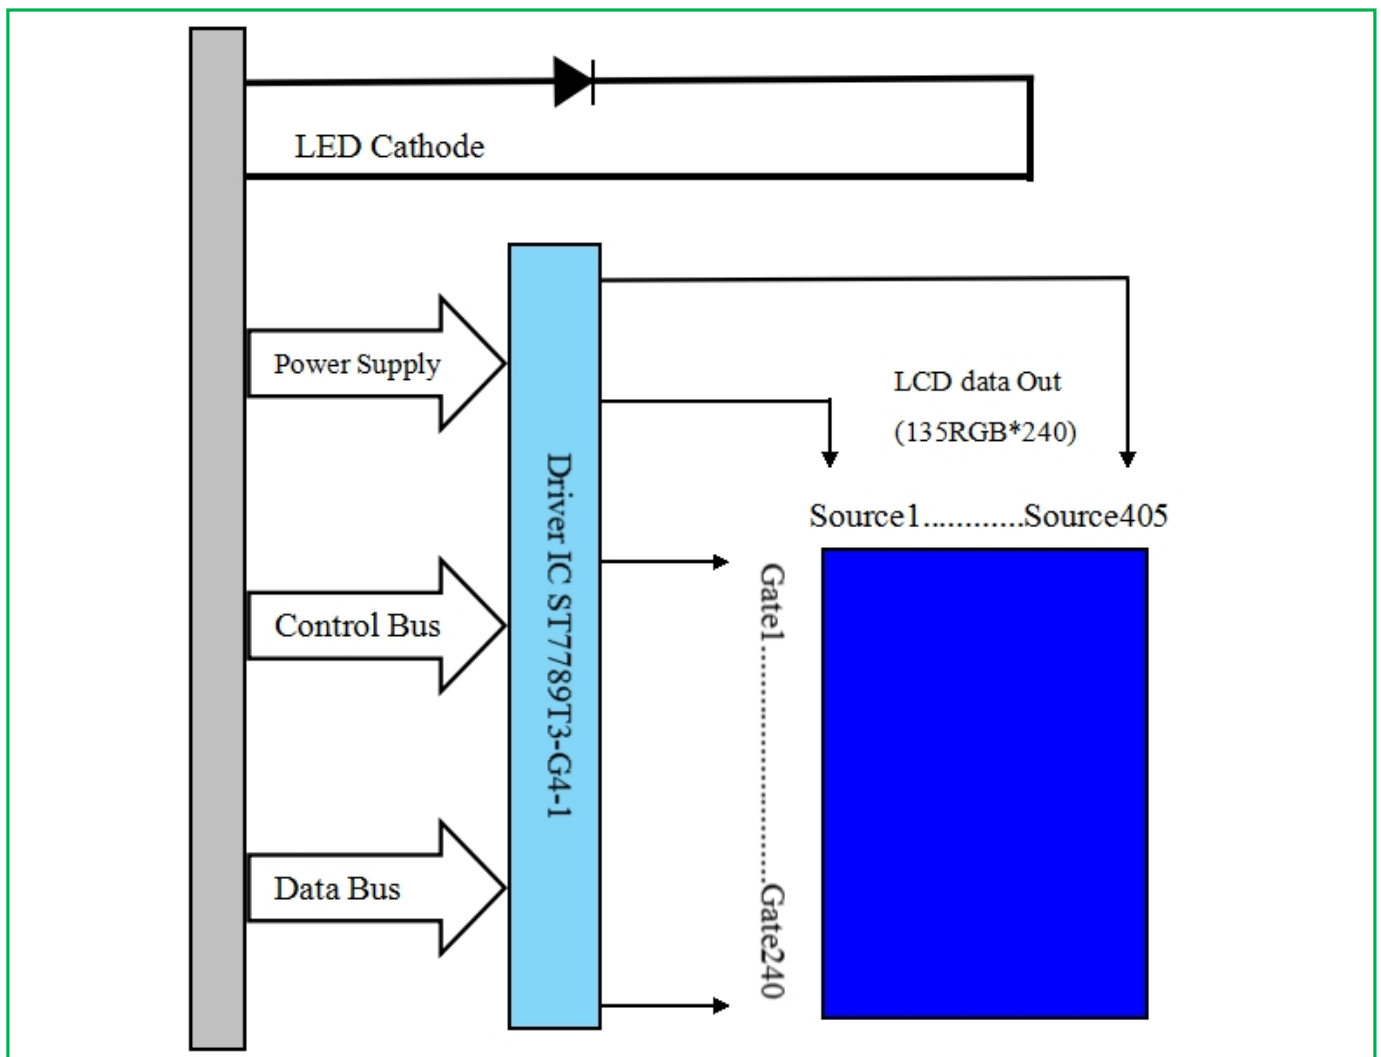 LED Cathode
Power Supply
LCD data Out
(135RGB*240)
Source1............Source405
Control Bus
Driver IC ST7789T3-G4-1
Gate1..............................Gate240
Data Bus